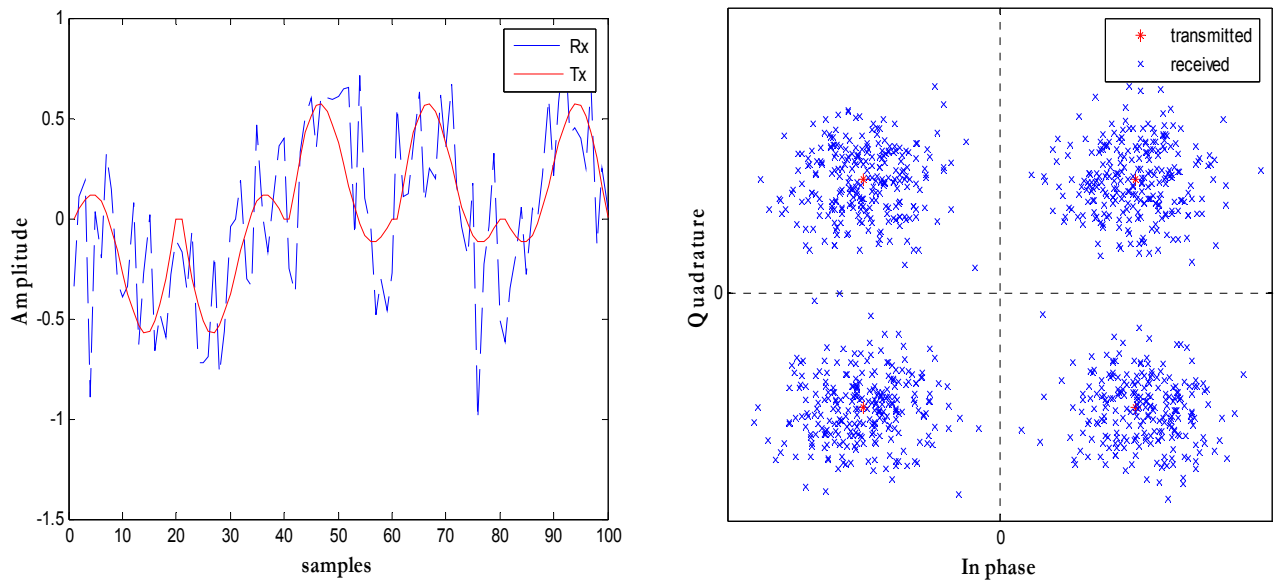 1
0.5
0
-0.5
-1
-1.5
Amplitude
0 10 20 30 40 50 60 70 80 90 100
samples
Rx
Tx
transmitted
received
Quadrature
0
0
In phase